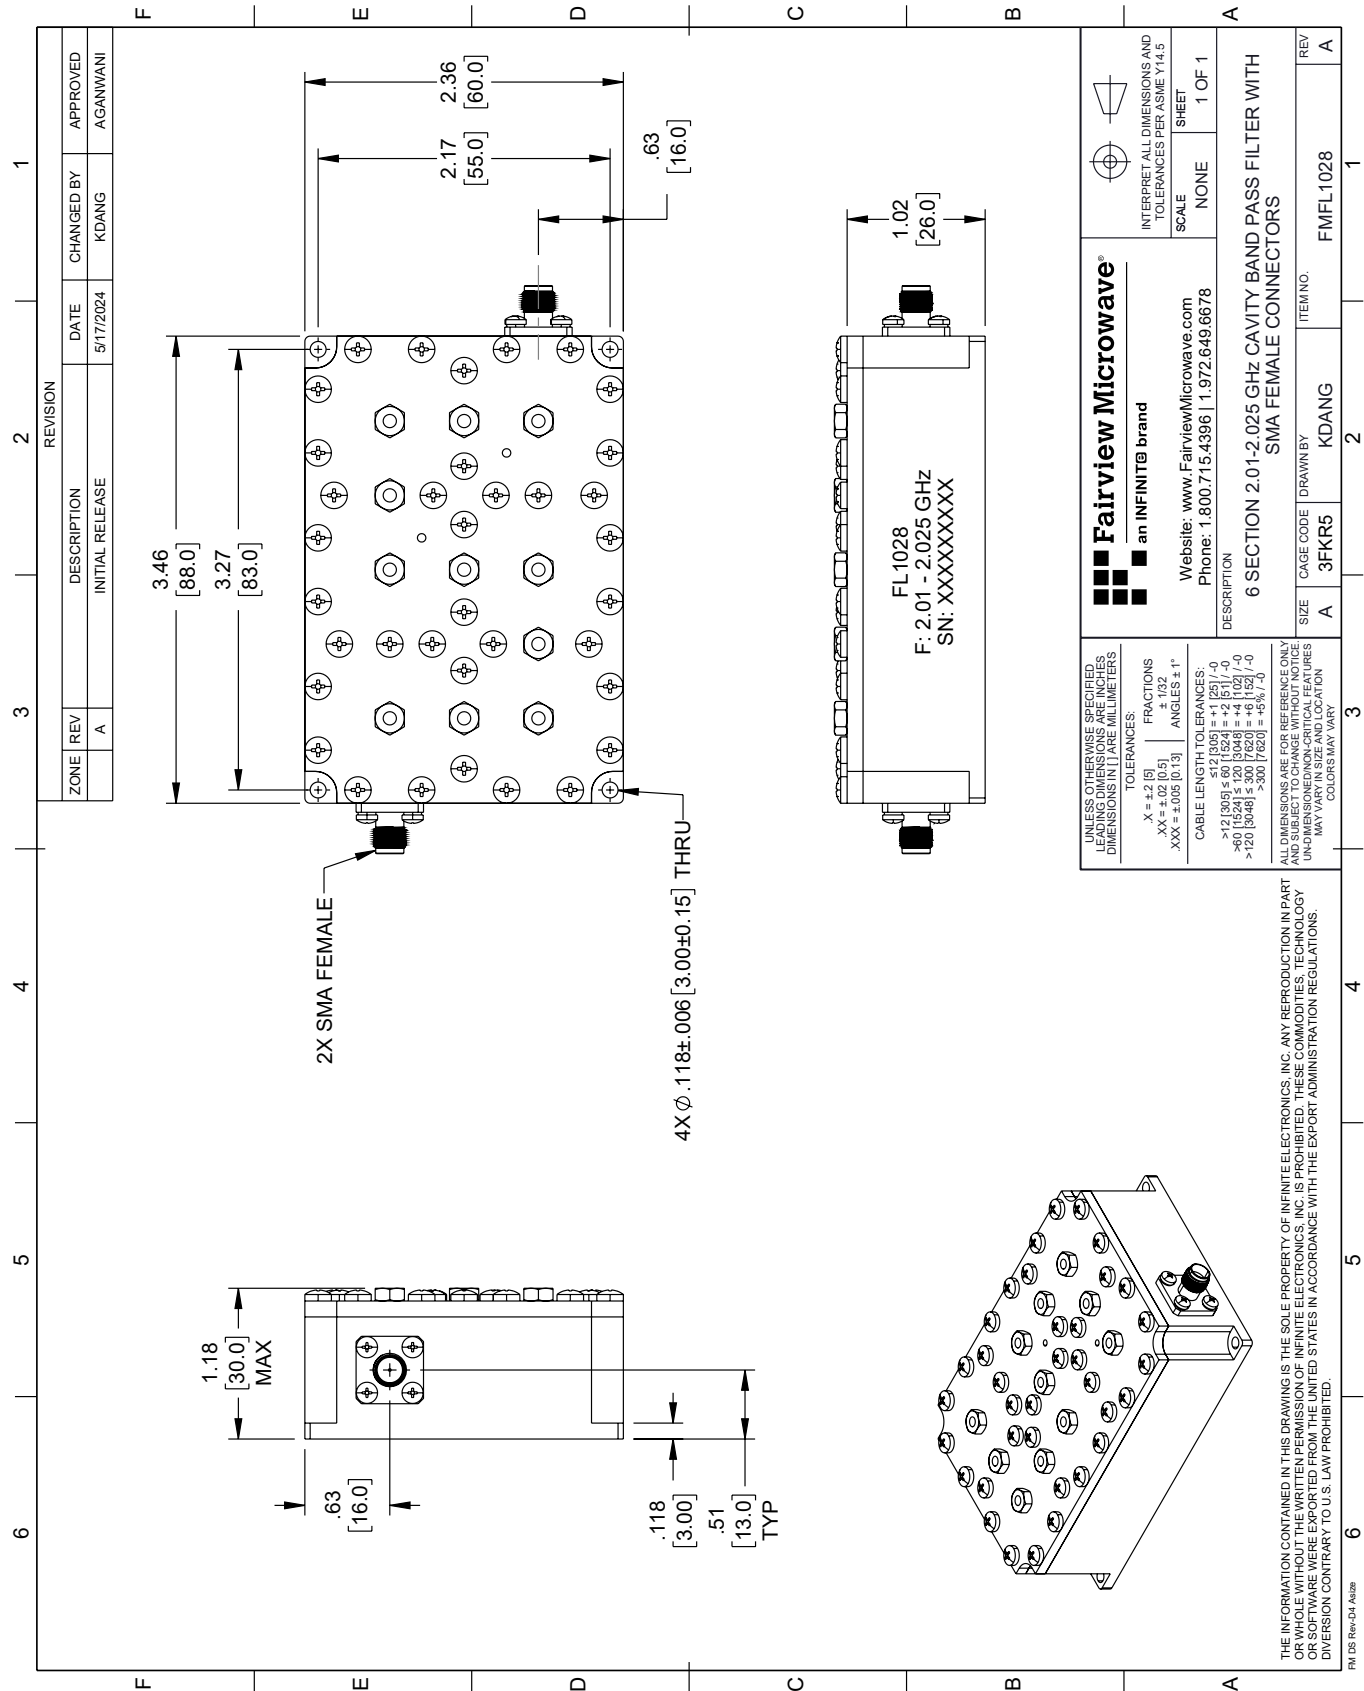 6
5
4
3
2
1
F
E
D
C
B
A
REVISION
ZONE REV DESCRIPTION DATE CHANGED BY APPROVED
A INITIAL RELEASE 5/17/2024 KDANG AGANWANI
3.46
[88.0]
3.27
[83.0]
2.36
[60.0]
2.17
[55.0]
.63
[16.0]
2X SMA FEMALE
4X Ø .118±.006 [3.00±0.15] THRU
1.18
[30.0]
MAX
.63
[16.0]
.118
[3.00]
.51
[13.0]
TYP
1.02
[26.0]
FL1028
F: 2.01 - 2.025 GHz
SN: XXXXXXXXX
UNLESS OTHERWISE SPECIFIED
LEADING DIMENSIONS ARE INCHES
DIMENSIONS IN [ ] ARE MILLIMETERS
TOLERANCES:
.X = ±.2 [5] FRACTIONS
.XX = ±.02 [0.5] ± 1/32
.XXX = ±.005 [0.13] ANGLES ± 1°
CABLE LENGTH TOLERANCES:
≤12 [305] = +1 [25] / -0
>12 [305] ≤ 60 [1524] = +2 [51] / -0
>60 [1524] ≤ 120 [3048] = +4 [102] / -0
>120 [3048] ≤ 300 [7620] = +6 [152] / -0
>300 [7620] = +5% / -0
ALL DIMENSIONS ARE FOR REFERENCE ONLY
AND SUBJECT TO CHANGE WITHOUT NOTICE.
UN-DIMENSIONED/NON-CRITICAL FEATURES
MAY VARY IN SIZE AND LOCATION
COLORS MAY VARY
Fairview Microwave®
an INFINIT® brand
Website: www.FairviewMicrowave.com
Phone: 1.800.715.4396 | 1.972.649.6678
INTERPRET ALL DIMENSIONS AND
TOLERANCES PER ASME Y14.5
SCALE SHEET
NONE 1 OF 1
DESCRIPTION
6 SECTION 2.01-2.025 GHz CAVITY BAND PASS FILTER WITH
SMA FEMALE CONNECTORS
SIZE CAGE CODE DRAWN BY ITEM NO. REV
A 3FKR5 KDANG FMFL1028 A
THE INFORMATION CONTAINED IN THIS DRAWING IS THE SOLE PROPERTY OF INFINITE ELECTRONICS, INC. ANY REPRODUCTION IN PART
OR WHOLE WITHOUT THE WRITTEN PERMISSION OF INFINITE ELECTRONICS, INC. IS PROHIBITED. THESE COMMODITIES, TECHNOLOGY
OR SOFTWARE WERE EXPORTED FROM THE UNITED STATES IN ACCORDANCE WITH THE EXPORT ADMINISTRATION REGULATIONS.
DIVERSION CONTRARY TO U.S. LAW PROHIBITED.
6
5
4
3
2
1
F
E
D
C
B
A
FM DS Rev-D4 Asize